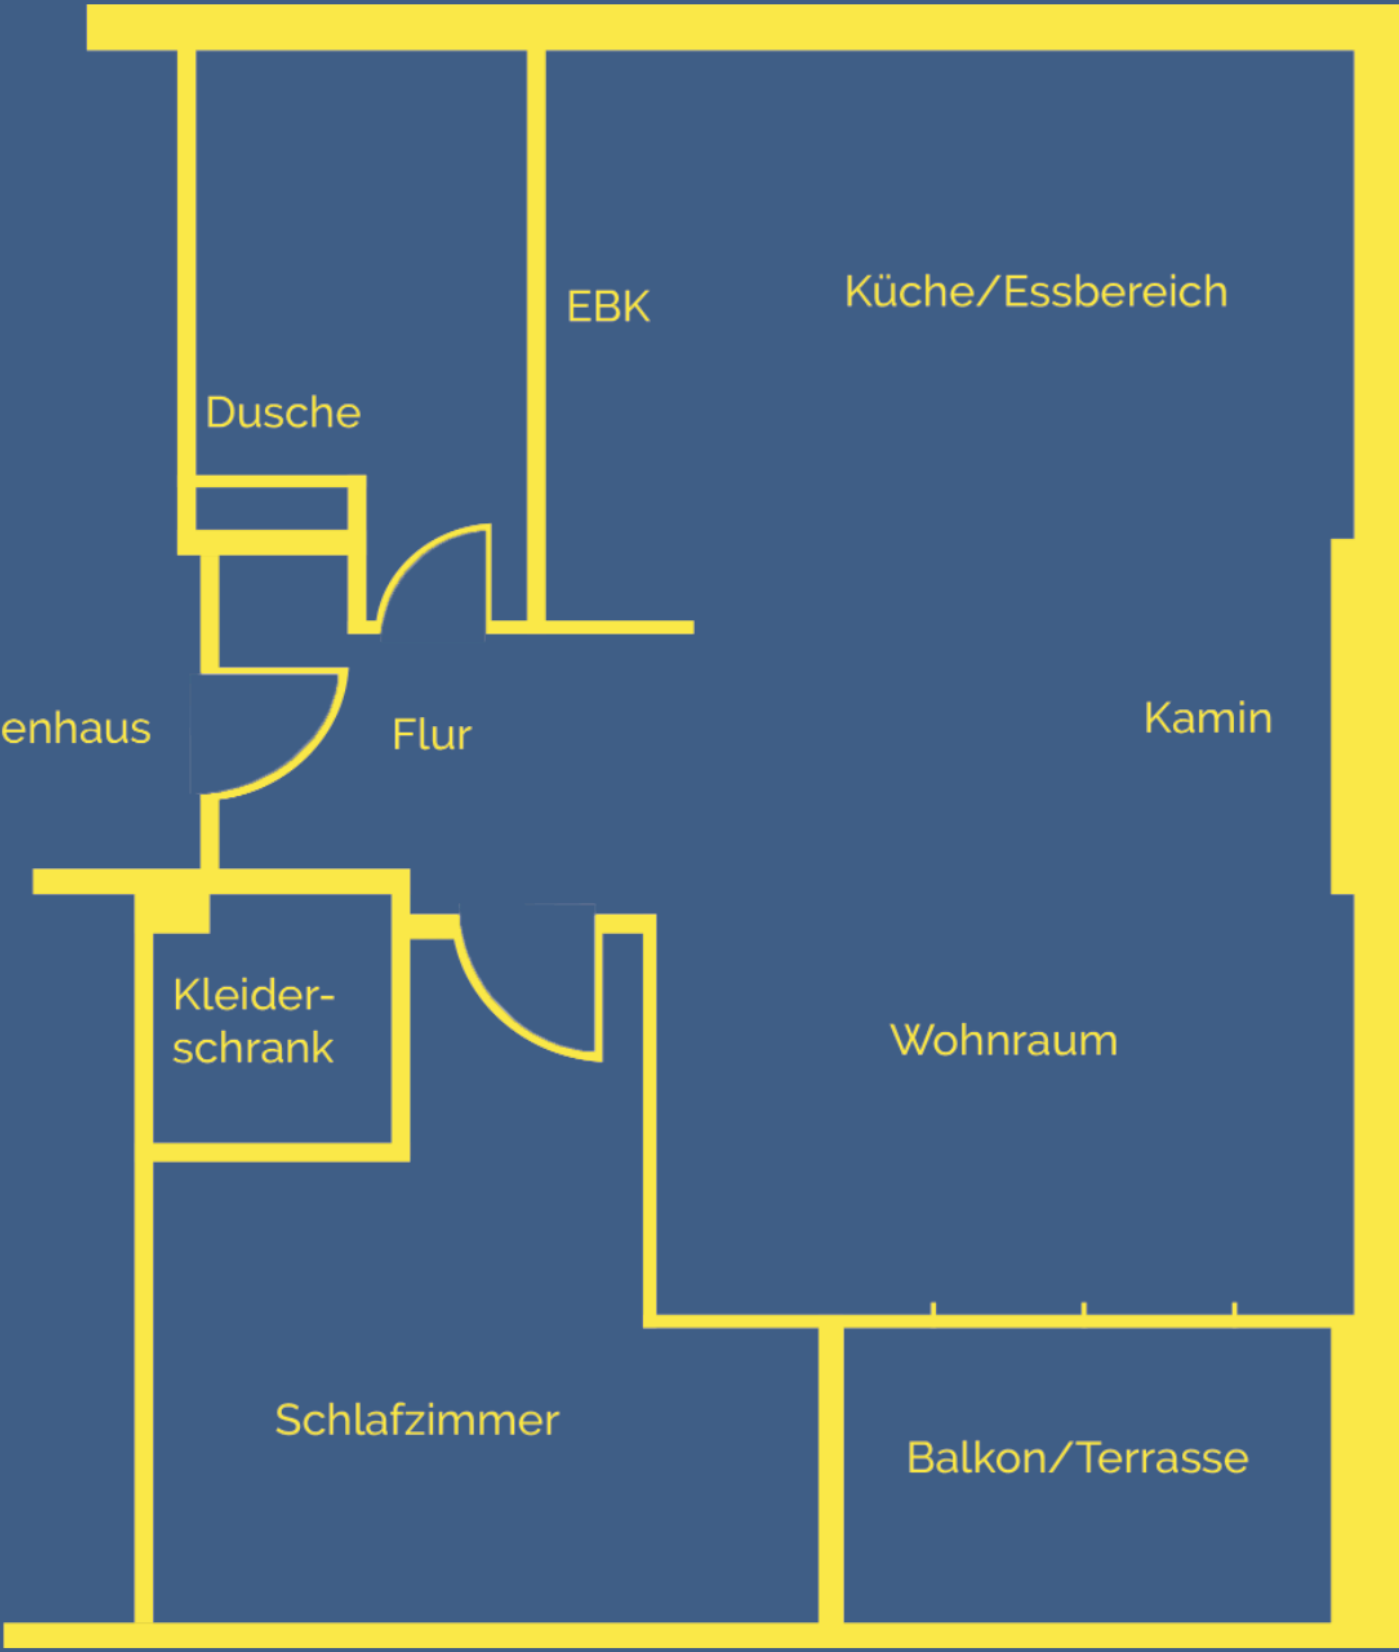 Küche/Essbereich
EBK
Dusche
enhaus
Flur
Kamin
Kleider-
schrank
Wohnraum
Schlafzimmer
Balkon/Terrasse